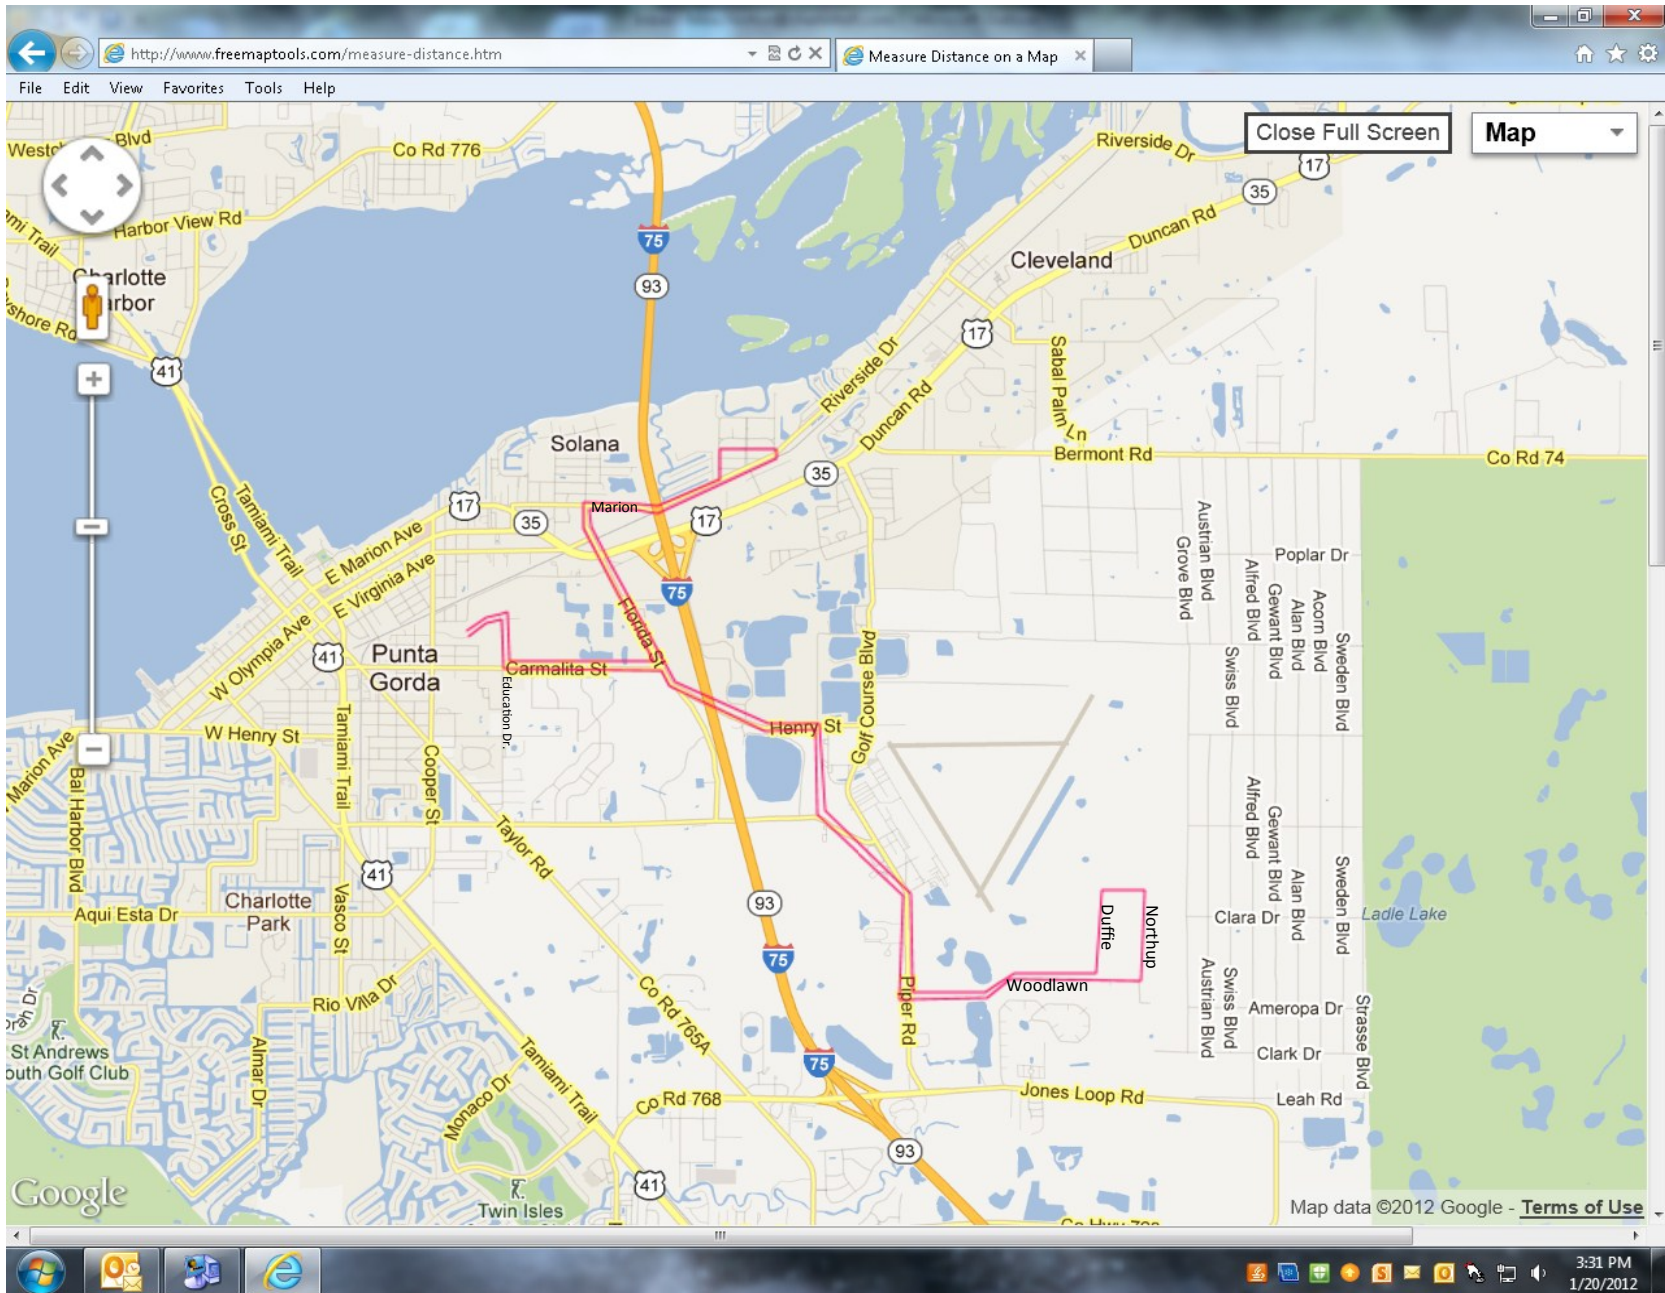 http://www.freemaptools.com/measure-distance.htm
Measure Distance on a Map
File Edit View Favorites Tools Help
Close Full Screen
Map
Blvd
Co Rd 776
Riverside Dr
17
35
Harbor View Rd
Duncan Rd
75
Cleveland
93
17
41
Riverside Dr
Sabal Palm Ln
Duncan Rd
Solana
Bermont Rd
Co Rd 74
35
Cross St
Tamiami Trail
17
35
Marion
17
Austrian Blvd
Grove Blvd
E Marion Ave
Poplar Dr
Alfred Blvd
Gewant Blvd
Alan Blvd
Acorn Blvd
Sweden Blvd
E Virginia Ave
75
Florida St
W Olympia Ave
41
Punta
Gorda
Carmalita St
Education Dr.
Golf Course Blvd
Swiss Blvd
W Henry St
Tamiami Trail
Henry St
Marion Ave
Bal Harbor Blvd
Cooper St
Taylor Rd
Alfred Blvd
Gewant Blvd
Alan Blvd
Sweden Blvd
41
Charlotte
Park
Vasco St
Aqui Esta Dr
93
Duffie
Northup
Clara Dr
Ladle Lake
75
Rio Villa Dr
Co Rd 765A
Piper Rd
Woodlawn
Austrian Blvd
Swiss Blvd
Ameropa Dr
Strasse Blvd
St Andrews
outh Golf Club
Almar Dr
Tamiami Trail
Monaco Dr
Clark Dr
75
Co Rd 768
Jones Loop Rd
Leah Rd
93
41
Twin Isles
Google
Map data ©2012 Google - Terms of Use
3:31 PM
1/20/2012